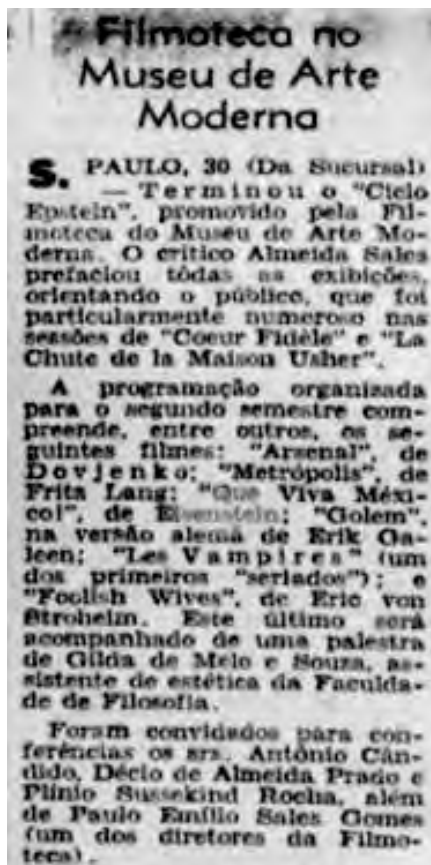 Filmoteca no
Museu de Arte
Moderna
S. PAULO, 30 (Da Sucursal)
— Terminou o "Ciclo
Epstein", promovido pela Fil-
moteca do Museu de Arte Mo-
derna. O crítico Almeida Sales
prefaciou tôdas as exibições,
orientando o público, que foi
particularmente numeroso nas
sessões de "Coeur Fidèle" e "La
Chute de la Maison Usher".
A programação organisada
para o segundo semestre com-
preende, entre outros, os se-
guintes filmes: "Arsenal", de
Dovjenko; "Metrópolis", de
Fritz Lang; "Que Viva Méxi-
co!", de Eisenstein; "Golem",
na versão alemã de Erik Ga-
leen; "Les Vampires" (um
dos primeiros "seriados"); e
"Foolish Wives", de Eric von
Stroheim. Este último será
acompanhado de uma palestra
de Gilda de Melo e Souza, as-
sistente de estética da Faculda-
de de Filosofia.
Foram convidados para con-
ferências os srs. Antônio Cân-
dido, Décio de Almeida Prado e
Plínio Sussekind Rocha, além
de Paulo Emílio Sales Gomes
(um dos diretores da Filmo-
teca).